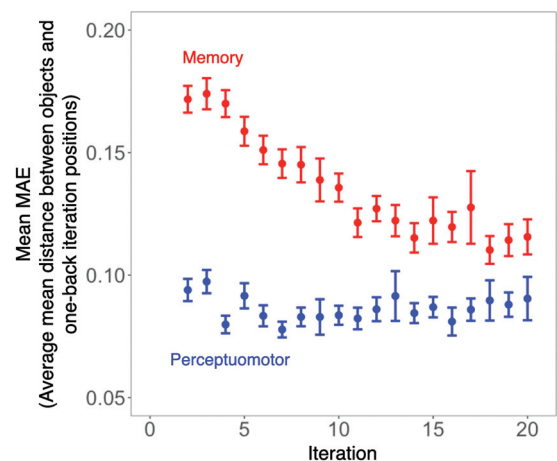 Mean MAE
(Average mean distance between objects and
one-back iteration positions)
0.20
0.15
0.10
0.05
Memory
Perceptuomotor
0
5
10
15
20
Iteration